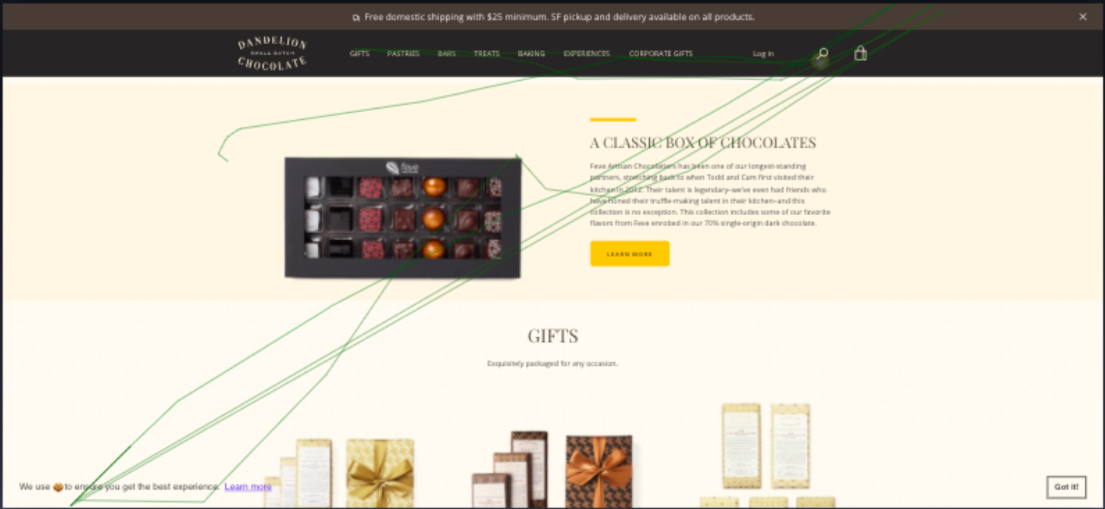 Free domestic shipping with $25 minimum. SF pickup and delivery available on all products.
DANDELION
SMALL-BATCH
CHOCOLATE
GIFTS PASTRIES BARS TREATS BAKING EXPERIENCES CORPORATE GIFTS Log in
A CLASSIC BOX OF CHOCOLATES
Feve Artisan Chocolatiers has been one of our longest-standing
partners, stretching back to when Todd and Cam first visited their
kitchen in 2012. Their talent is legendary–we've even had friends who
have honed their truffle-making talent in their kitchen–and this
collection is no exception. This collection includes some of our favorite
flavors from Feve enrobed in our 70% single-origin dark chocolate.
feve
LEARN MORE
GIFTS
Exquisitely packaged for any occasion.
We use 🍪 to ensure you get the best experience. Learn more
Got it!